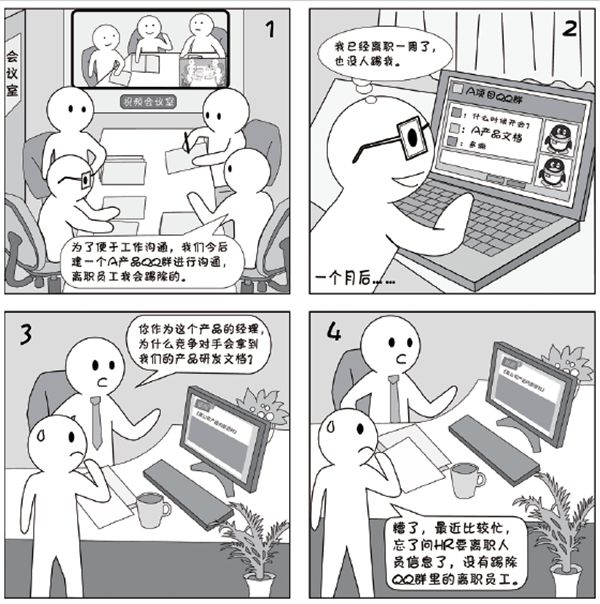 1
会议室
视频会议室
为了便于工作沟通，我们今后
建一个A产品QQ群进行沟通，
离职员工我会踢除的。
2
我已经离职一周了，
也没人踢我。
A项目QQ群
：什么时候开会？
：A产品文档
：多谢
一个月后……
3
你作为这个产品的经理，
为什么竞争对手会拿到
我们的产品研发文档？
4
糟了，最近比较忙，
忘了问HR要离职人
员信息了，没有踢除
QQ群里的离职员工。